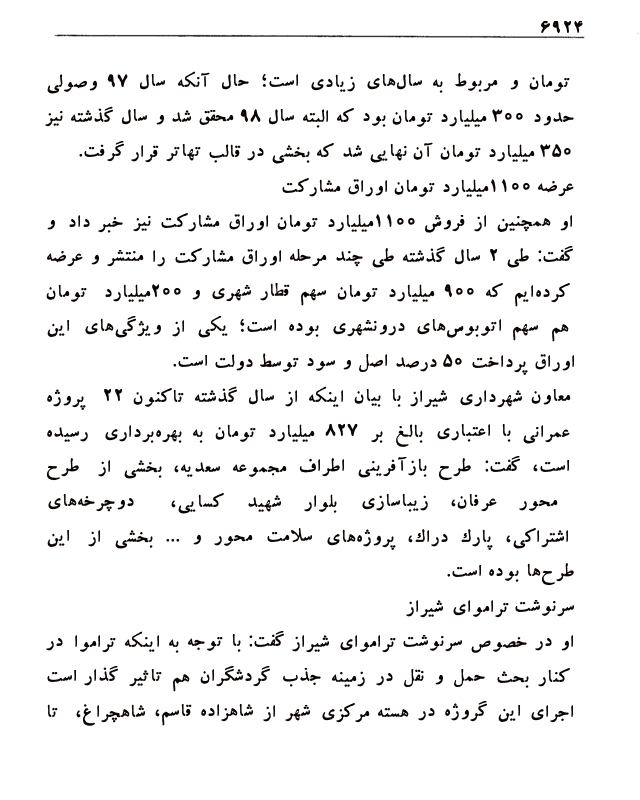 ۶۹۲۴
تومان و مربوط به سال‌های زیادی است؛ حال آنکه سال ۹۷ وصولی
حدود ۳۰۰ میلیارد تومان بود که البته سال ۹۸ محقق شد و سال گذشته نیز
۳۵۰ میلیارد تومان آن نهایی شد که بخشی در قالب تهاتر قرار گرفت.
عرضه ۱۱۰۰میلیارد تومان اوراق مشارکت
او همچنین از فروش ۱۱۰۰میلیارد تومان اوراق مشارکت نیز خبر داد و
گفت: طی ۲ سال گذشته طی چند مرحله اوراق مشارکت را منتشر و عرضه
کرده‌ایم که ۹۰۰ میلیارد تومان سهم قطار شهری و ۲۰۰میلیارد تومان
هم سهم اتوبوس‌های درونشهری بوده است؛ یکی از ویژگی‌های این
اوراق پرداخت ۵۰ درصد اصل و سود توسط دولت است.
معاون شهرداری شیراز با بیان اینکه از سال گذشته تاکنون ۲۲ پروژه
عمرانی با اعتباری بالغ بر ۸۲۷ میلیارد تومان به بهره‌برداری رسیده
است، گفت: طرح بازآفرینی اطراف مجموعه سعدیه، بخشی از طرح
محور عرفان، زیباسازی بلوار شهید کسایی، دوچرخه‌های
اشتراکی، پارك دراك، پروژه‌های سلامت محور و ... بخشی از این
طرح‌ها بوده است.
سرنوشت تراموای شیراز
او در خصوص سرنوشت تراموای شیراز گفت: با توجه به اینکه تراموا در
کنار بحث حمل و نقل در زمینه جذب گردشگران هم تاثیر گذار است
اجرای این گروژه در هسته مرکزی شهر از شاهزاده قاسم، شاهچراغ، تا